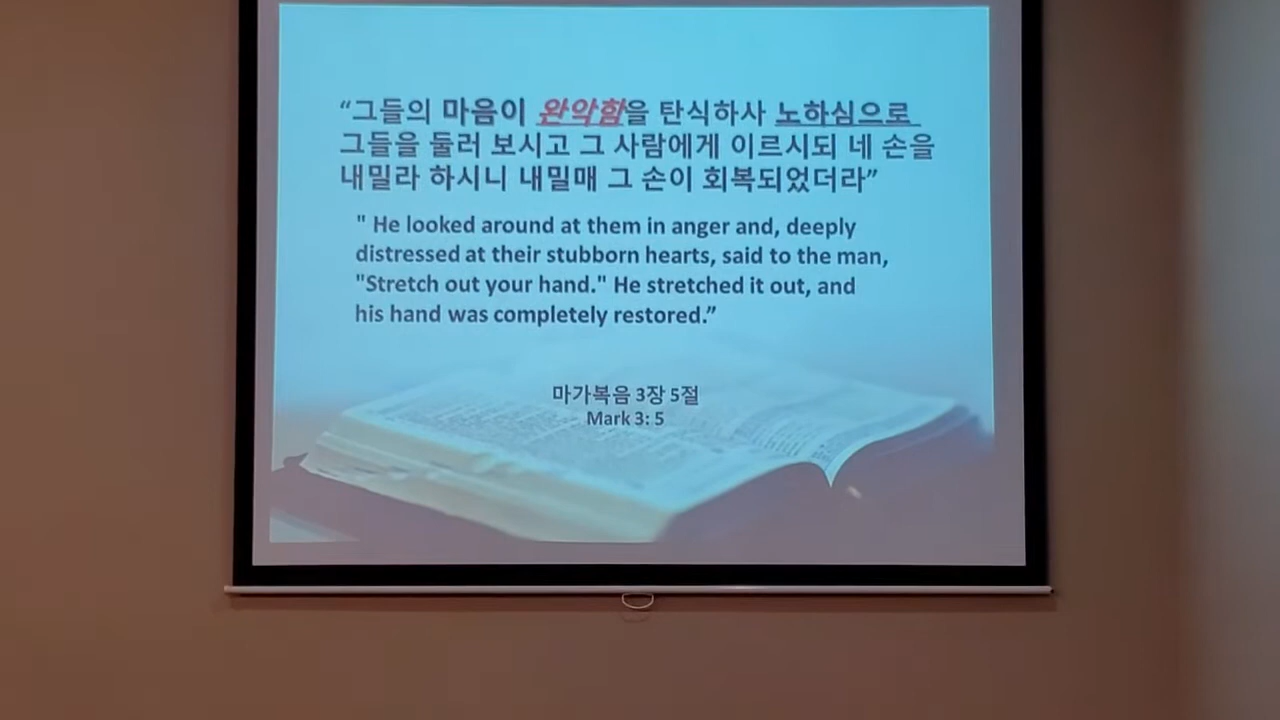 “그들의 마음이 완악함을 탄식하사 노하심으로
그들을 둘러 보시고 그 사람에게 이르시되 네 손을
내밀라 하시니 내밀매 그 손이 회복되었더라”
" He looked around at them in anger and, deeply
distressed at their stubborn hearts, said to the man,
"Stretch out your hand." He stretched it out, and
his hand was completely restored.”
마가복음 3장 5절
Mark 3: 5